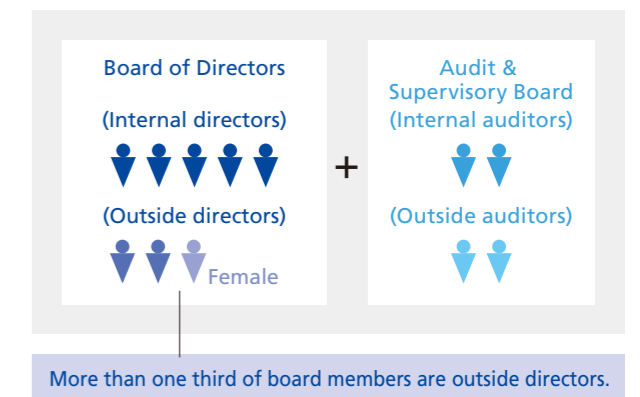 Board of Directors
(Internal directors)
(Outside directors)
Female
+
Audit &
Supervisory Board
(Internal auditors)
(Outside auditors)
More than one third of board members are outside directors.